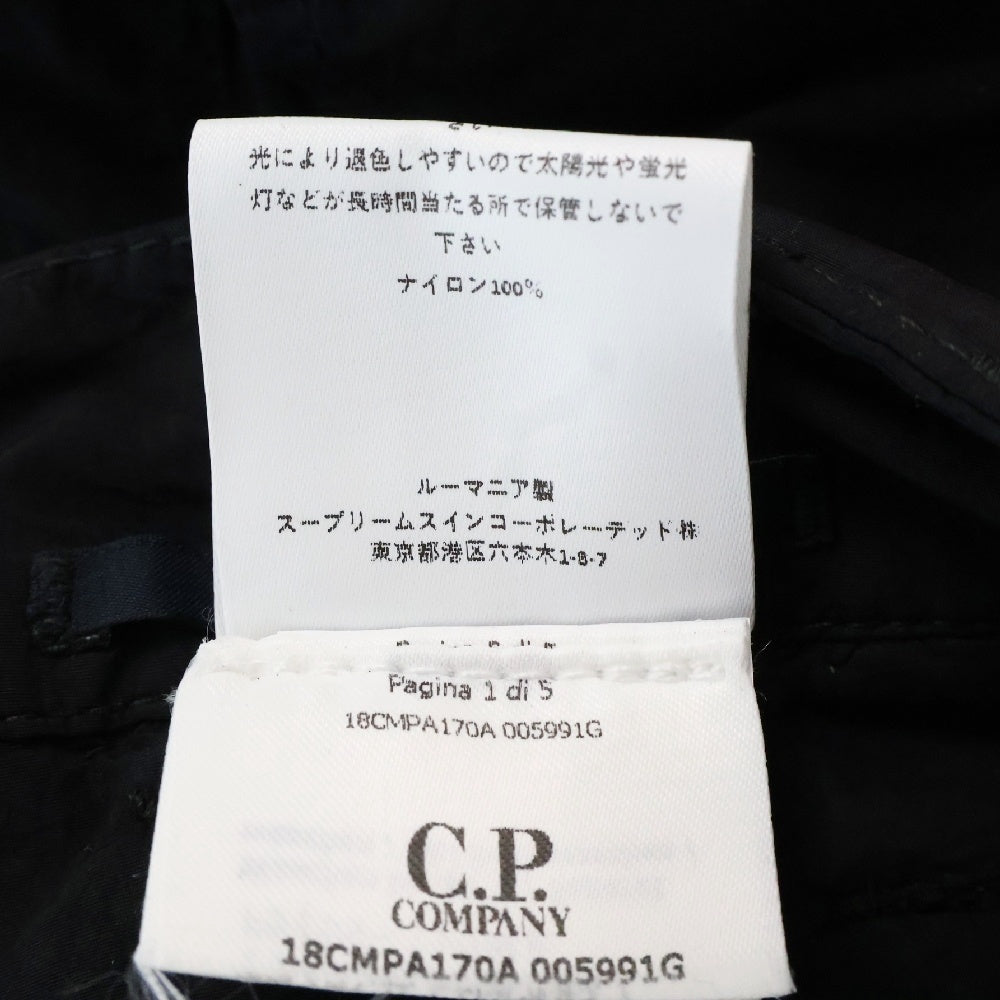 さい
光により退色しやすいので太陽光や蛍光
灯などが長時間当たる所で保管しないで
下さい
ナイロン100%
ルーマニア製
スープリームスインコーポレーテッド株
東京都港区六本木1-8-7
Pagina 1 di 5
18CMPA170A 005991G
C.P.
COMPANY
18CMPA170A 005991G